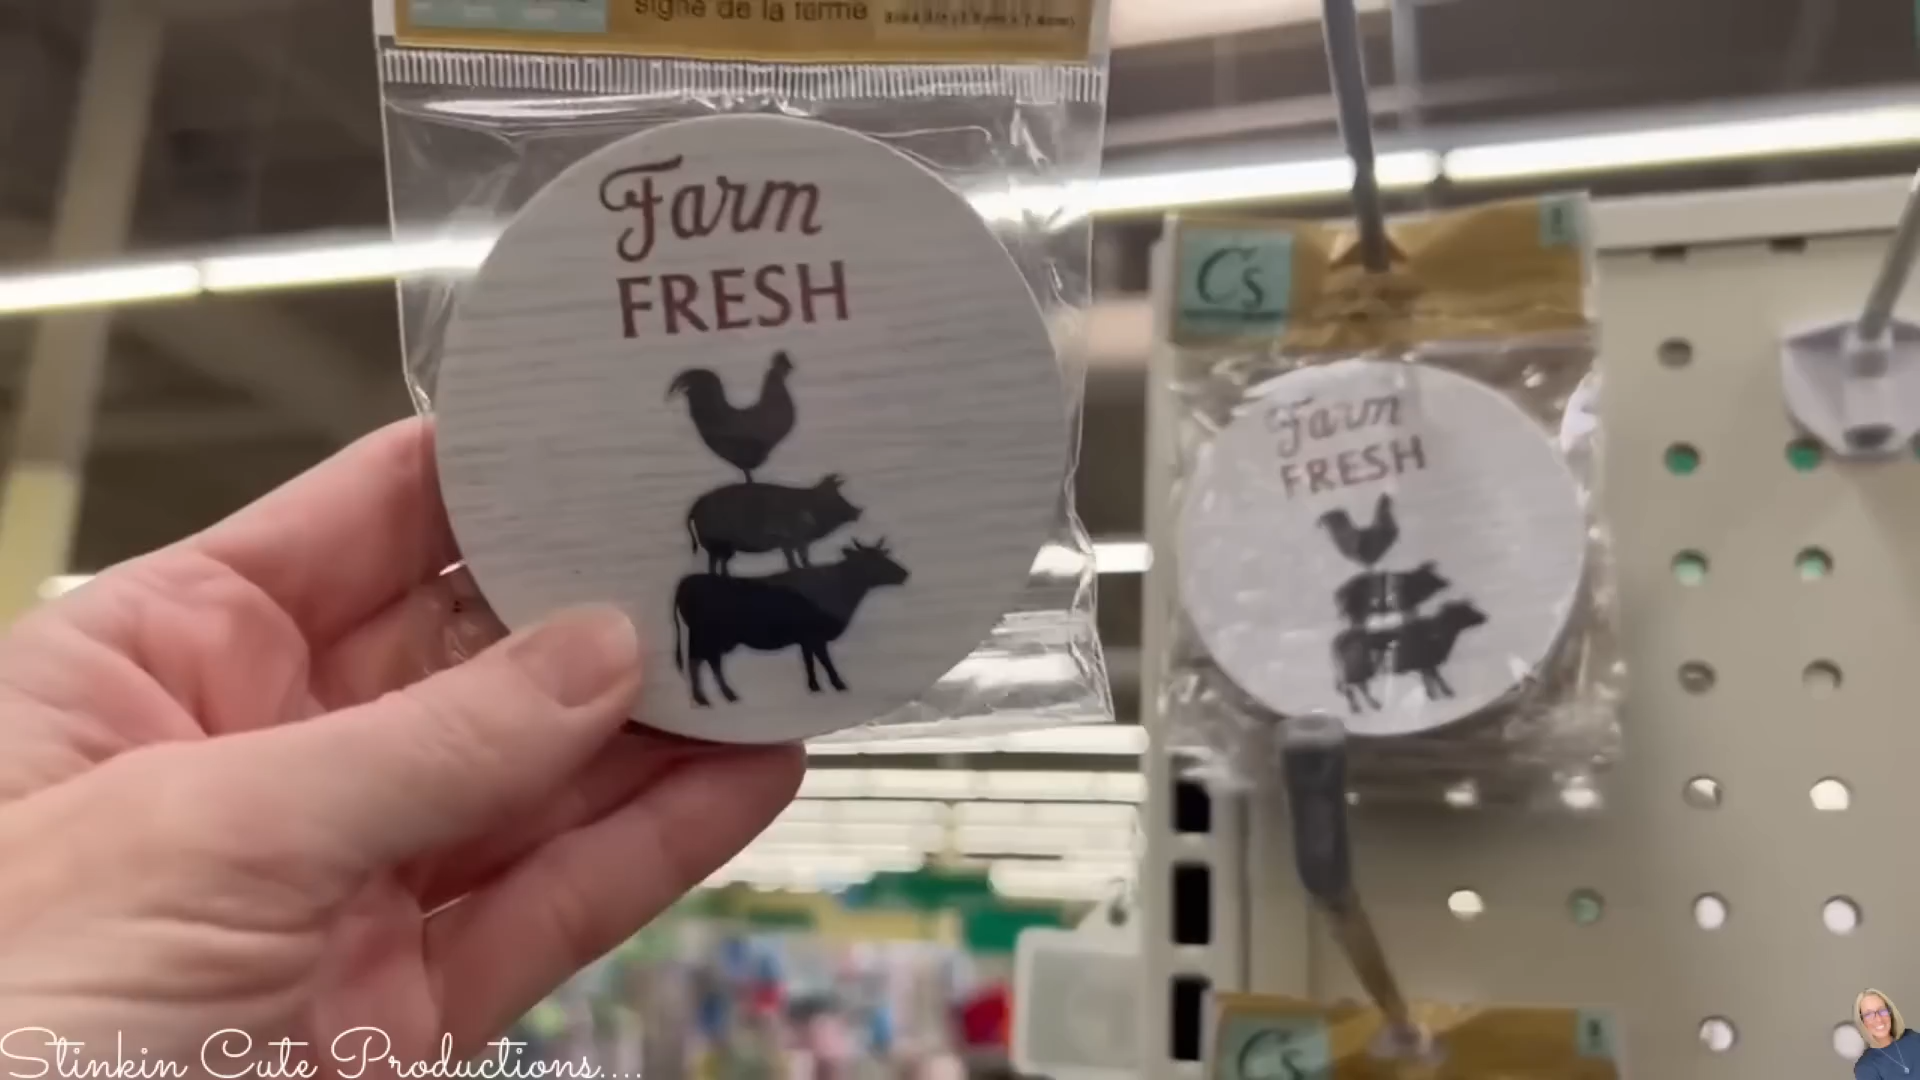 signe de la ferme
Farm
FRESH
Cs
Farm
FRESH
Cs
Stinkin Cute Productions....